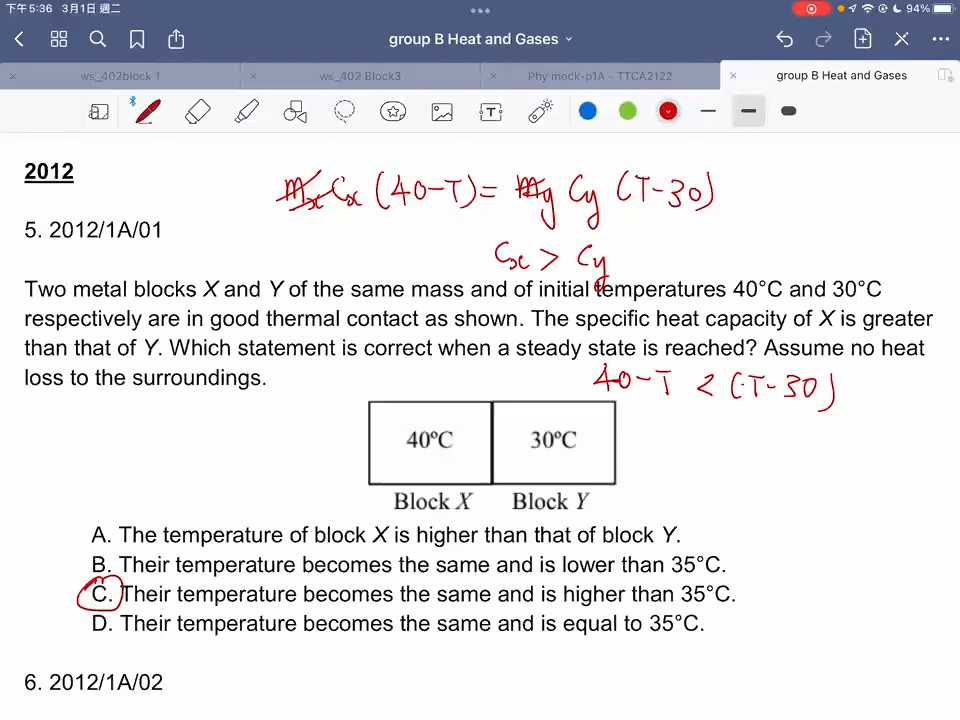 下午5:36 3月1日 週二
94%
group B Heat and Gases
ws_402block 1
ws_402 Block3
Phy mock-p1A - TTCA2122
group B Heat and Gases
2012
mx Cx (40-T) = my Cy (T-30)
5. 2012/1A/01
Cx > Cy
Two metal blocks X and Y of the same mass and of initial temperatures 40°C and 30°C
respectively are in good thermal contact as shown. The specific heat capacity of X is greater
than that of Y. Which statement is correct when a steady state is reached? Assume no heat
loss to the surroundings.
40-T < (T-30)
40°C 30°C
Block X Block Y
A. The temperature of block X is higher than that of block Y.
B. Their temperature becomes the same and is lower than 35°C.
C. Their temperature becomes the same and is higher than 35°C.
D. Their temperature becomes the same and is equal to 35°C.
6. 2012/1A/02